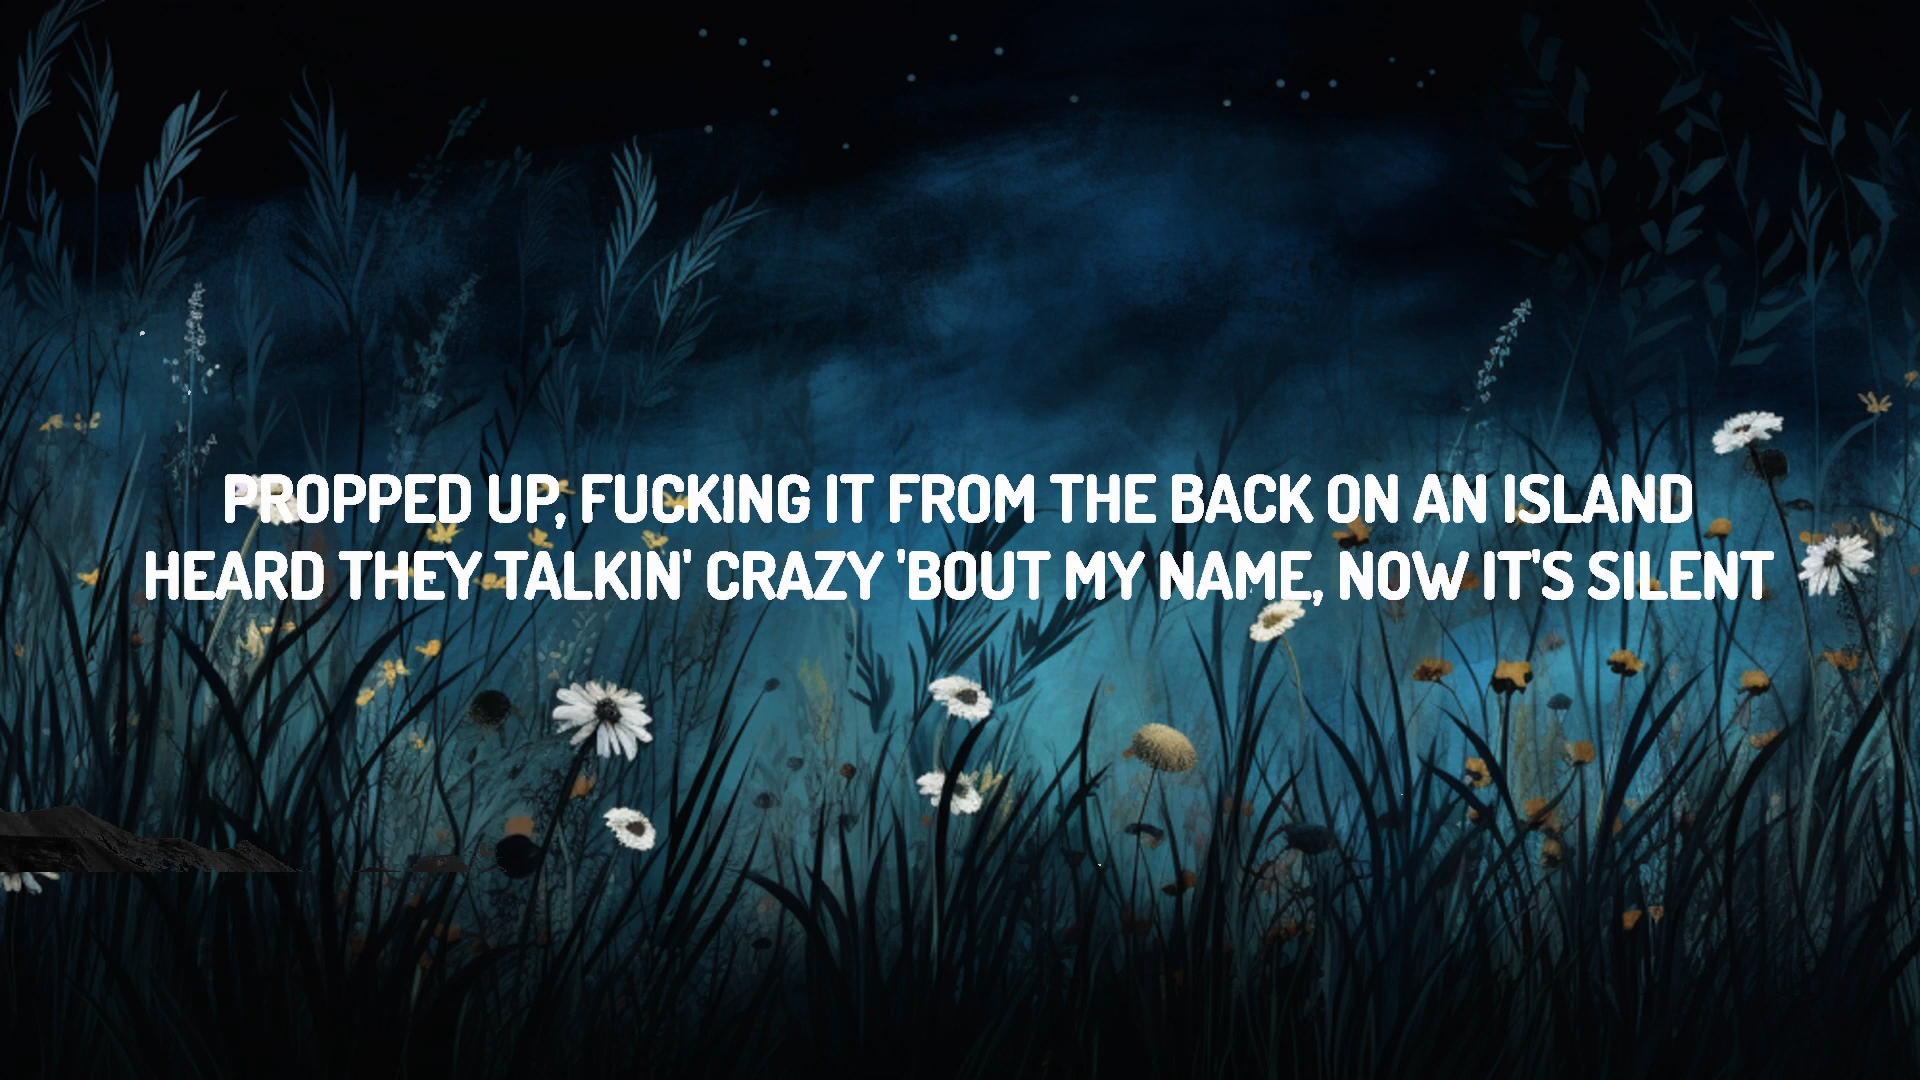 PROPPED UP, FUCKING IT FROM THE BACK ON AN ISLAND
HEARD THEY TALKIN' CRAZY 'BOUT MY NAME, NOW IT'S SILENT